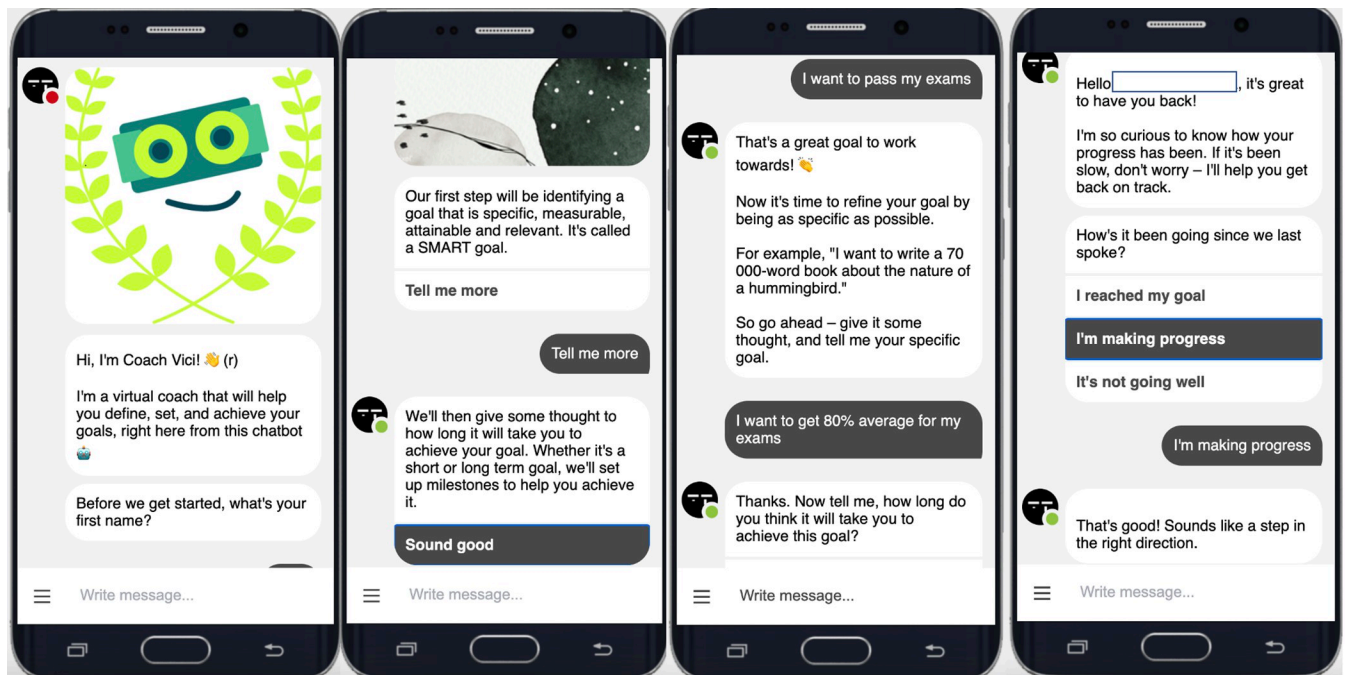 Hi, I'm Coach Vici! 👋 (r)
I'm a virtual coach that will help
you define, set, and achieve your
goals, right here from this chatbot
🤖
Before we get started, what's your
first name?
Write message...
Our first step will be identifying a
goal that is specific, measurable,
attainable and relevant. It's called
a SMART goal.
Tell me more
Tell me more
We'll then give some thought to
how long it will take you to
achieve your goal. Whether it's a
short or long term goal, we'll set
up milestones to help you achieve
it.
Sound good
Write message...
I want to pass my exams
That's a great goal to work
towards! 👏
Now it's time to refine your goal by
being as specific as possible.
For example, "I want to write a 70
000-word book about the nature of
a hummingbird."
So go ahead – give it some
thought, and tell me your specific
goal.
I want to get 80% average for my
exams
Thanks. Now tell me, how long do
you think it will take you to
achieve this goal?
Write message...
Hello , it's great
to have you back!
I'm so curious to know how your
progress has been. If it's been
slow, don't worry – I'll help you get
back on track.
How's it been going since we last
spoke?
I reached my goal
I'm making progress
It's not going well
I'm making progress
That's good! Sounds like a step in
the right direction.
Write message...